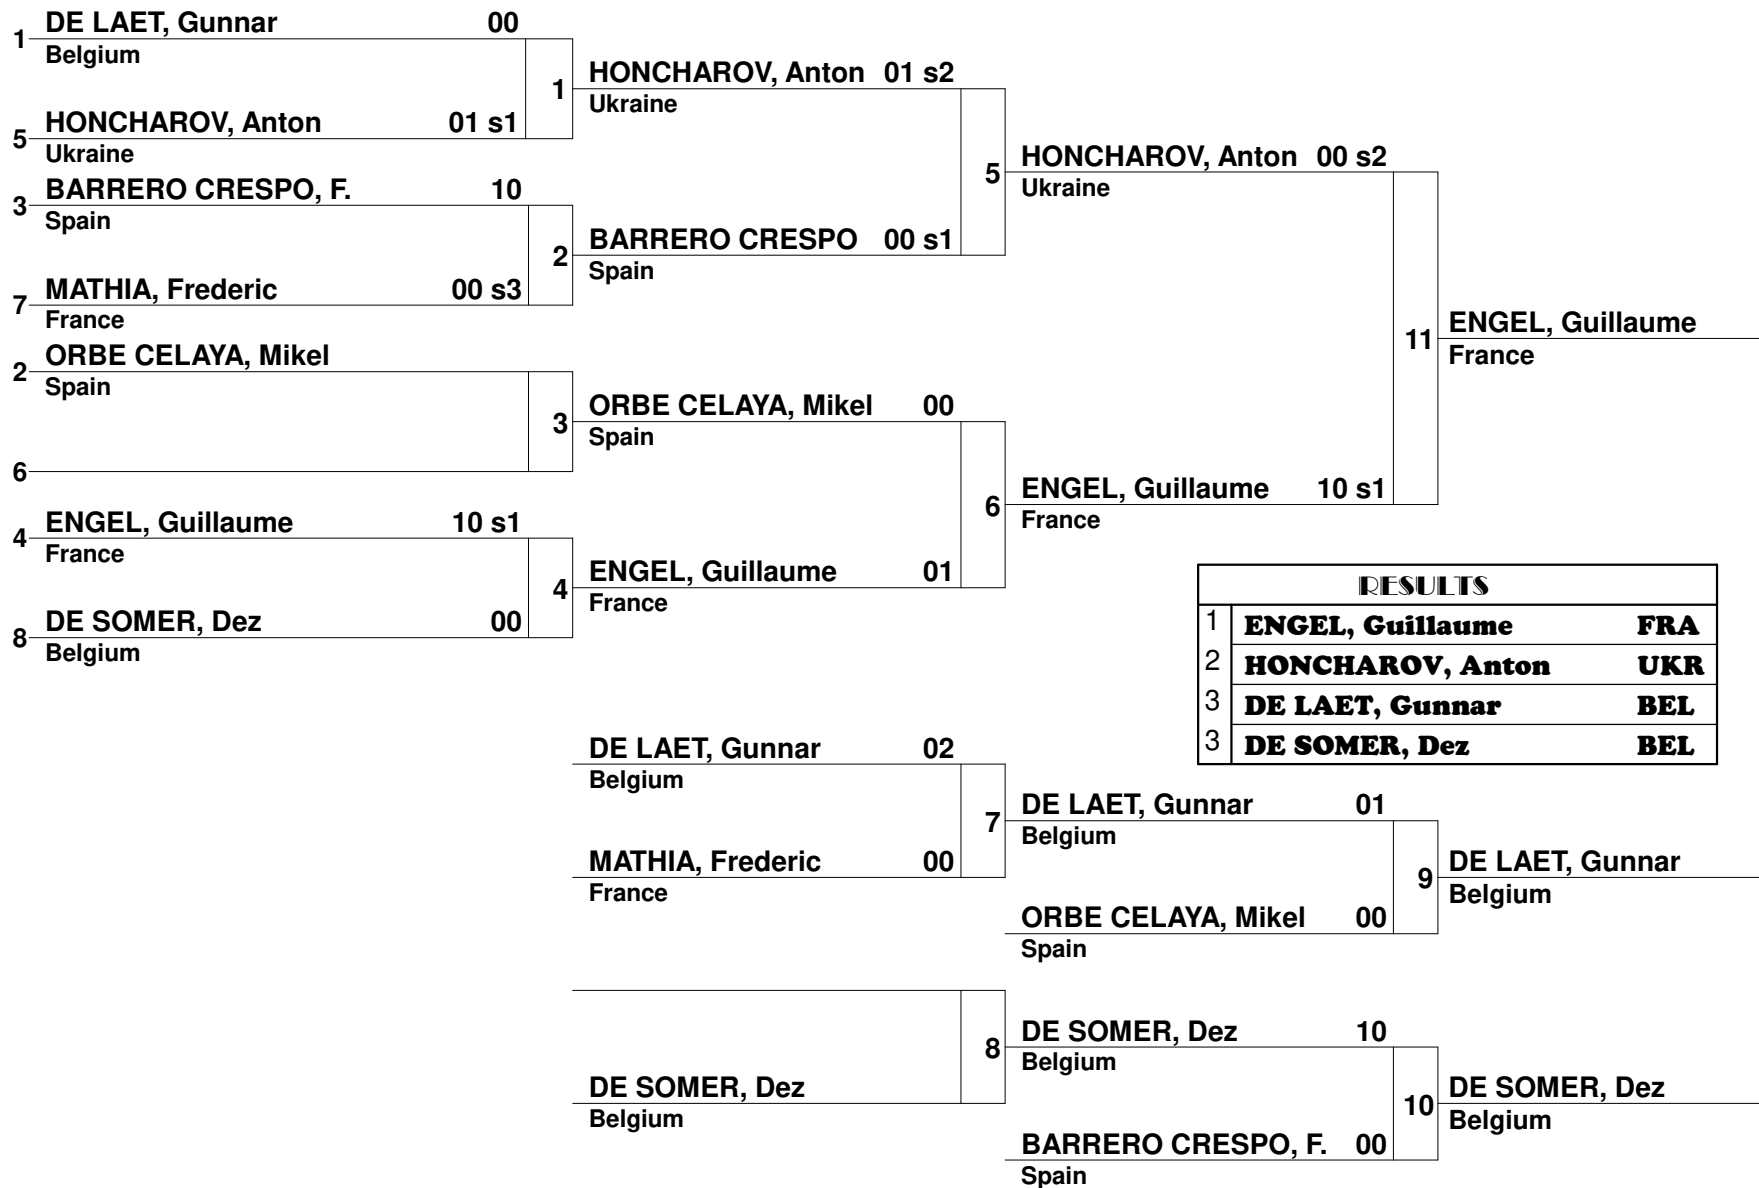 DE LAET, Gunnar 00
1
Belgium
1
HONCHAROV, Anton 01 s1
5
Ukraine
BARRERO CRESPO, F. 10
3
Spain
2
MATHIA, Frederic 00 s3
7
France
ORBE CELAYA, Mikel
2
Spain
3
6
ENGEL, Guillaume 10 s1
4
France
4
DE SOMER, Dez 00
8
Belgium
HONCHAROV, Anton 01 s2
Ukraine
5
BARRERO CRESPO 00 s1
Spain
ORBE CELAYA, Mikel 00
Spain
6
ENGEL, Guillaume 01
France
HONCHAROV, Anton 00 s2
Ukraine
11
ENGEL, Guillaume 10 s1
France
ENGEL, Guillaume
France
RESULTS
1 ENGEL, Guillaume FRA
2 HONCHAROV, Anton UKR
3 DE LAET, Gunnar BEL
3 DE SOMER, Dez BEL
DE LAET, Gunnar 02
Belgium
7
MATHIA, Frederic 00
France
DE LAET, Gunnar 01
Belgium
9
ORBE CELAYA, Mikel 00
Spain
DE LAET, Gunnar
Belgium
8
DE SOMER, Dez
Belgium
DE SOMER, Dez 10
Belgium
10
BARRERO CRESPO, F. 00
Spain
DE SOMER, Dez
Belgium